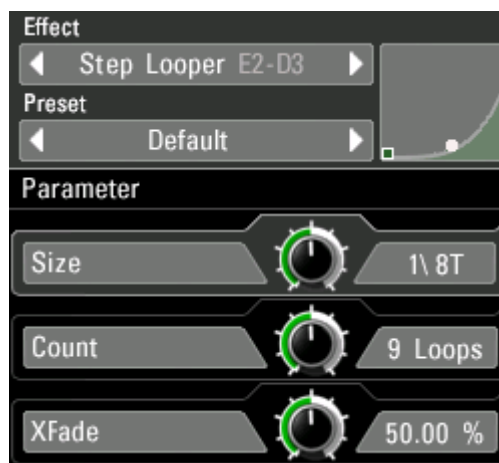 Effect
Step Looper E2-D3
Preset
Default
Parameter
Size 1\ 8T
Count 9 Loops
XFade 50.00 %